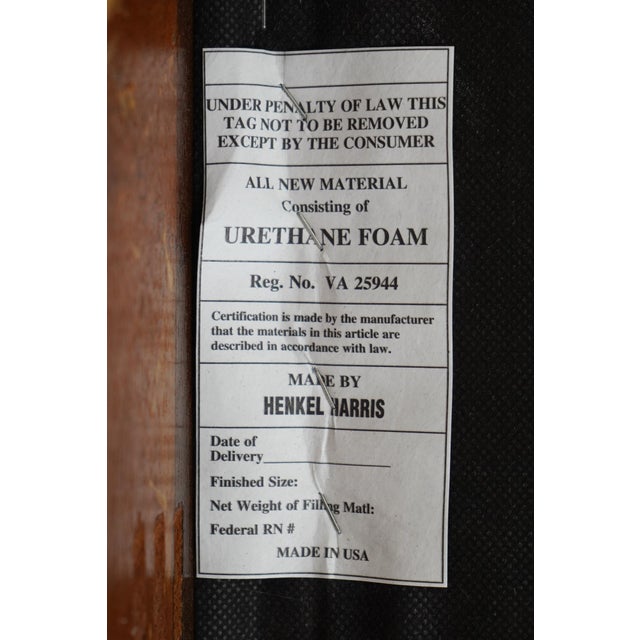 UNDER PENALTY OF LAW THIS
TAG NOT TO BE REMOVED
EXCEPT BY THE CONSUMER
ALL NEW MATERIAL
Consisting of
URETHANE FOAM
Reg. No. VA 25944
Certification is made by the manufacturer
that the materials in this article are
described in accordance with law.
MADE BY
HENKEL HARRIS
Date of
Delivery
Finished Size:
Net Weight of Filling Matl:
Federal RN #
MADE IN USA